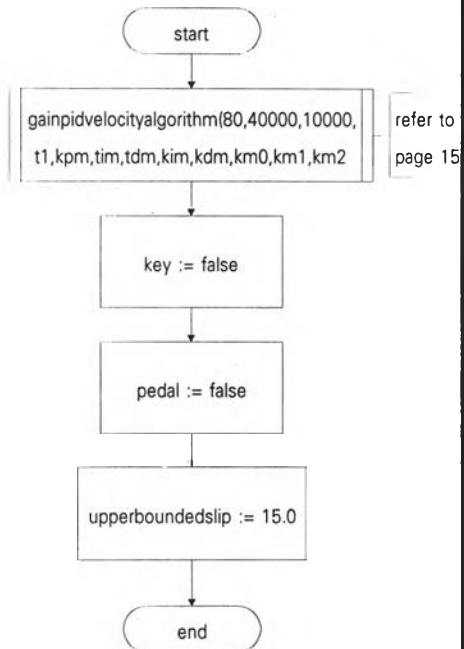 start
gainpidvelocityalgorithm(80,40000,10000,
t1,kpm,tim,tdm,kim,kdm,km0,km1,km2
refer to
page 15
key := false
pedal := false
upperboundedslip := 15.0
end